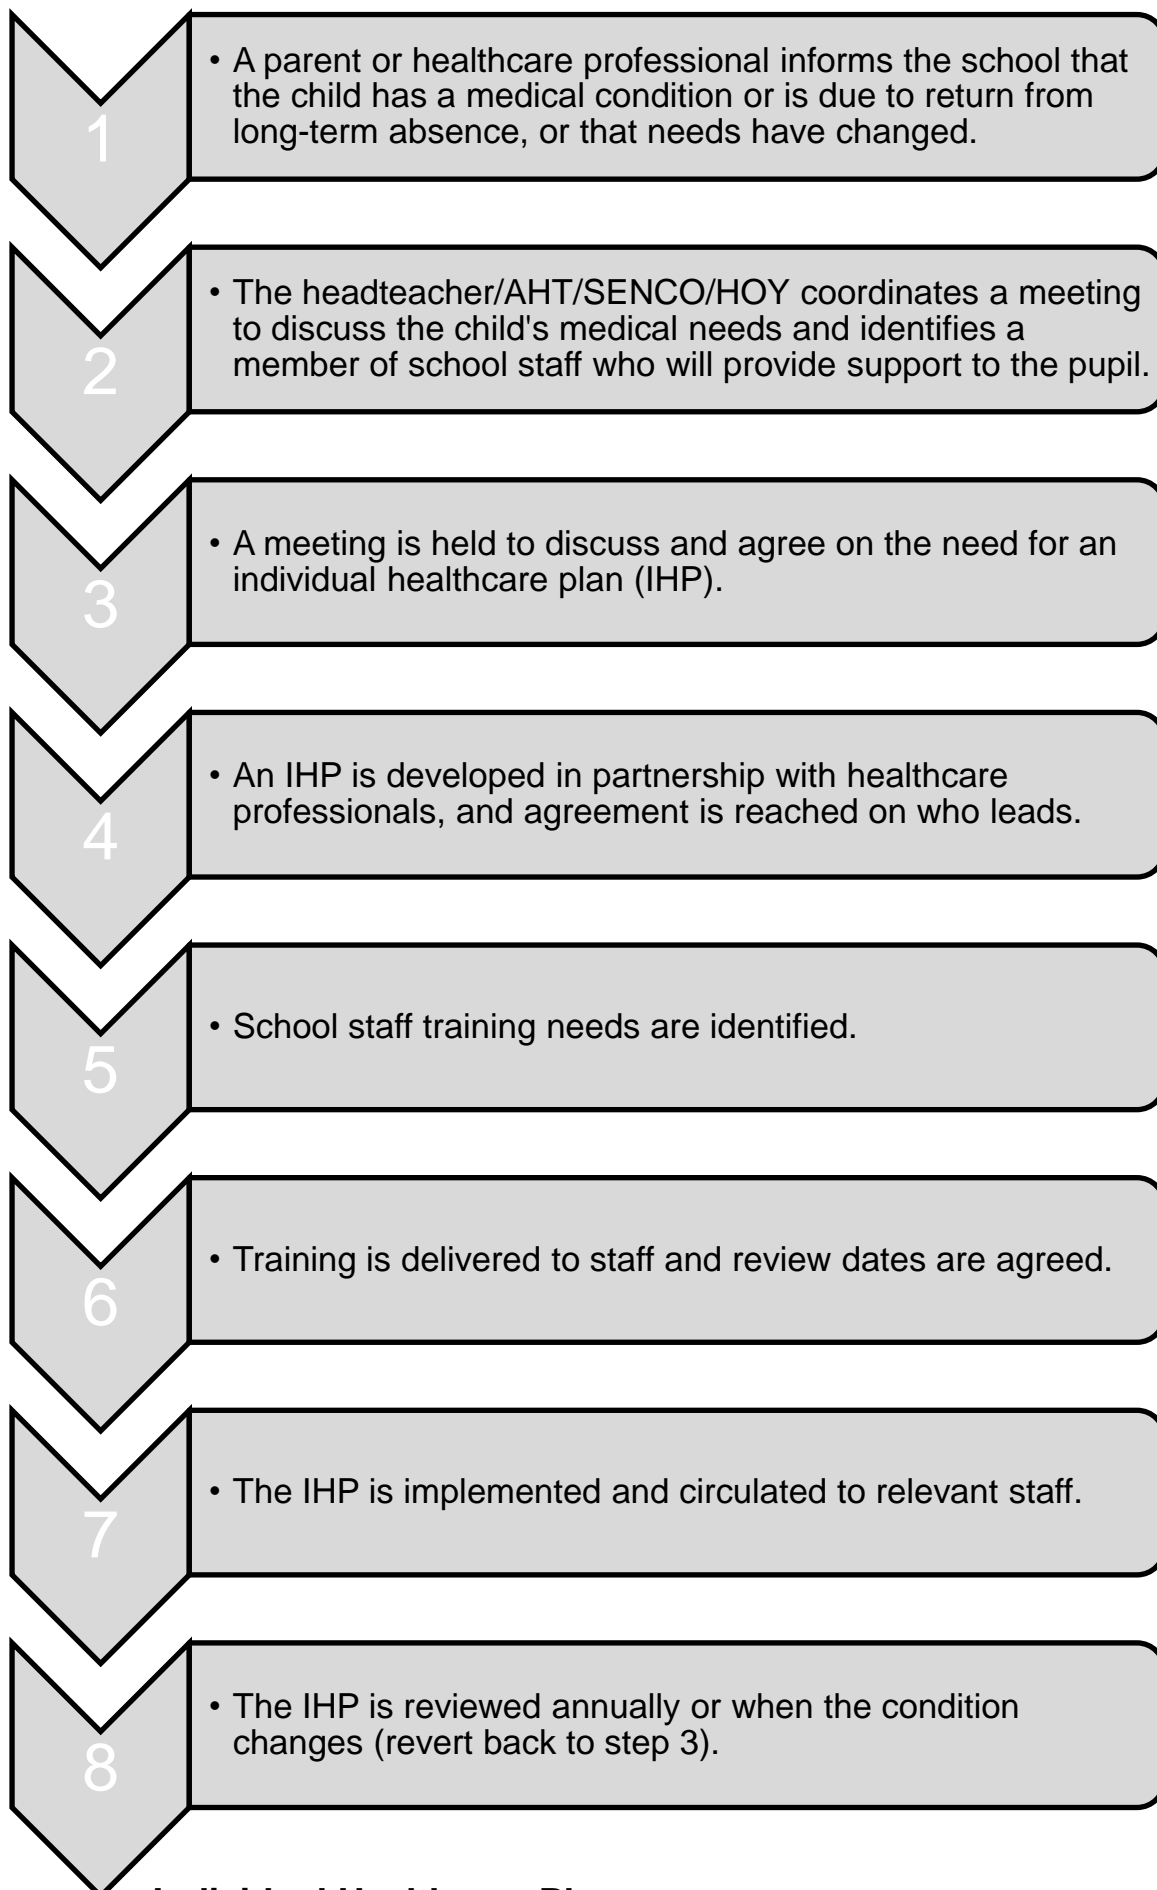 1
• A parent or healthcare professional informs the school that
the child has a medical condition or is due to return from
long-term absence, or that needs have changed.
2
• The headteacher/AHT/SENCO/HOY coordinates a meeting
to discuss the child's medical needs and identifies a
member of school staff who will provide support to the pupil.
3
• A meeting is held to discuss and agree on the need for an
individual healthcare plan (IHP).
4
• An IHP is developed in partnership with healthcare
professionals, and agreement is reached on who leads.
5
• School staff training needs are identified.
6
• Training is delivered to staff and review dates are agreed.
7
• The IHP is implemented and circulated to relevant staff.
8
• The IHP is reviewed annually or when the condition
changes (revert back to step 3).